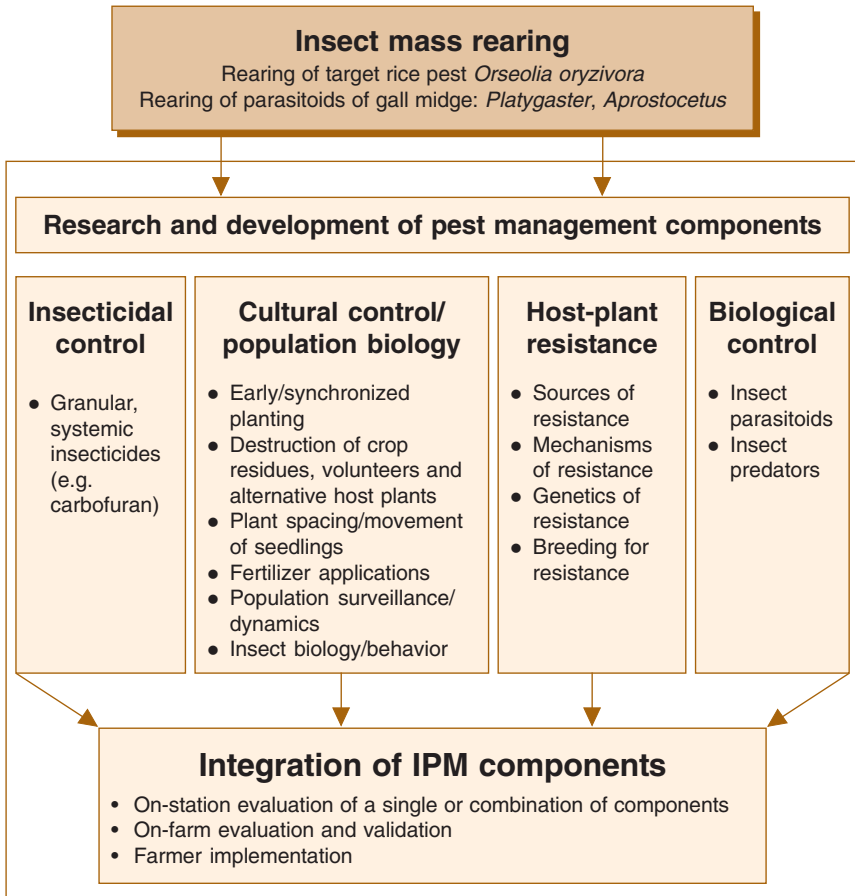 Insect mass rearing
Rearing of target rice pest Orseolia oryzivora
Rearing of parasitoids of gall midge: Platygaster, Aprostocetus
Research and development of pest management components
Insecticidal
control
● Granular,
systemic
insecticides
(e.g.
carbofuran)
Cultural control/
population biology
● Early/synchronized
planting
● Destruction of crop
residues, volunteers and
alternative host plants
● Plant spacing/movement
of seedlings
● Fertilizer applications
● Population surveillance/
dynamics
● Insect biology/behavior
Host-plant
resistance
● Sources of
resistance
● Mechanisms
of resistance
● Genetics of
resistance
● Breeding for
resistance
Biological
control
● Insect
parasitoids
● Insect
predators
Integration of IPM components
• On-station evaluation of a single or combination of components
• On-farm evaluation and validation
• Farmer implementation